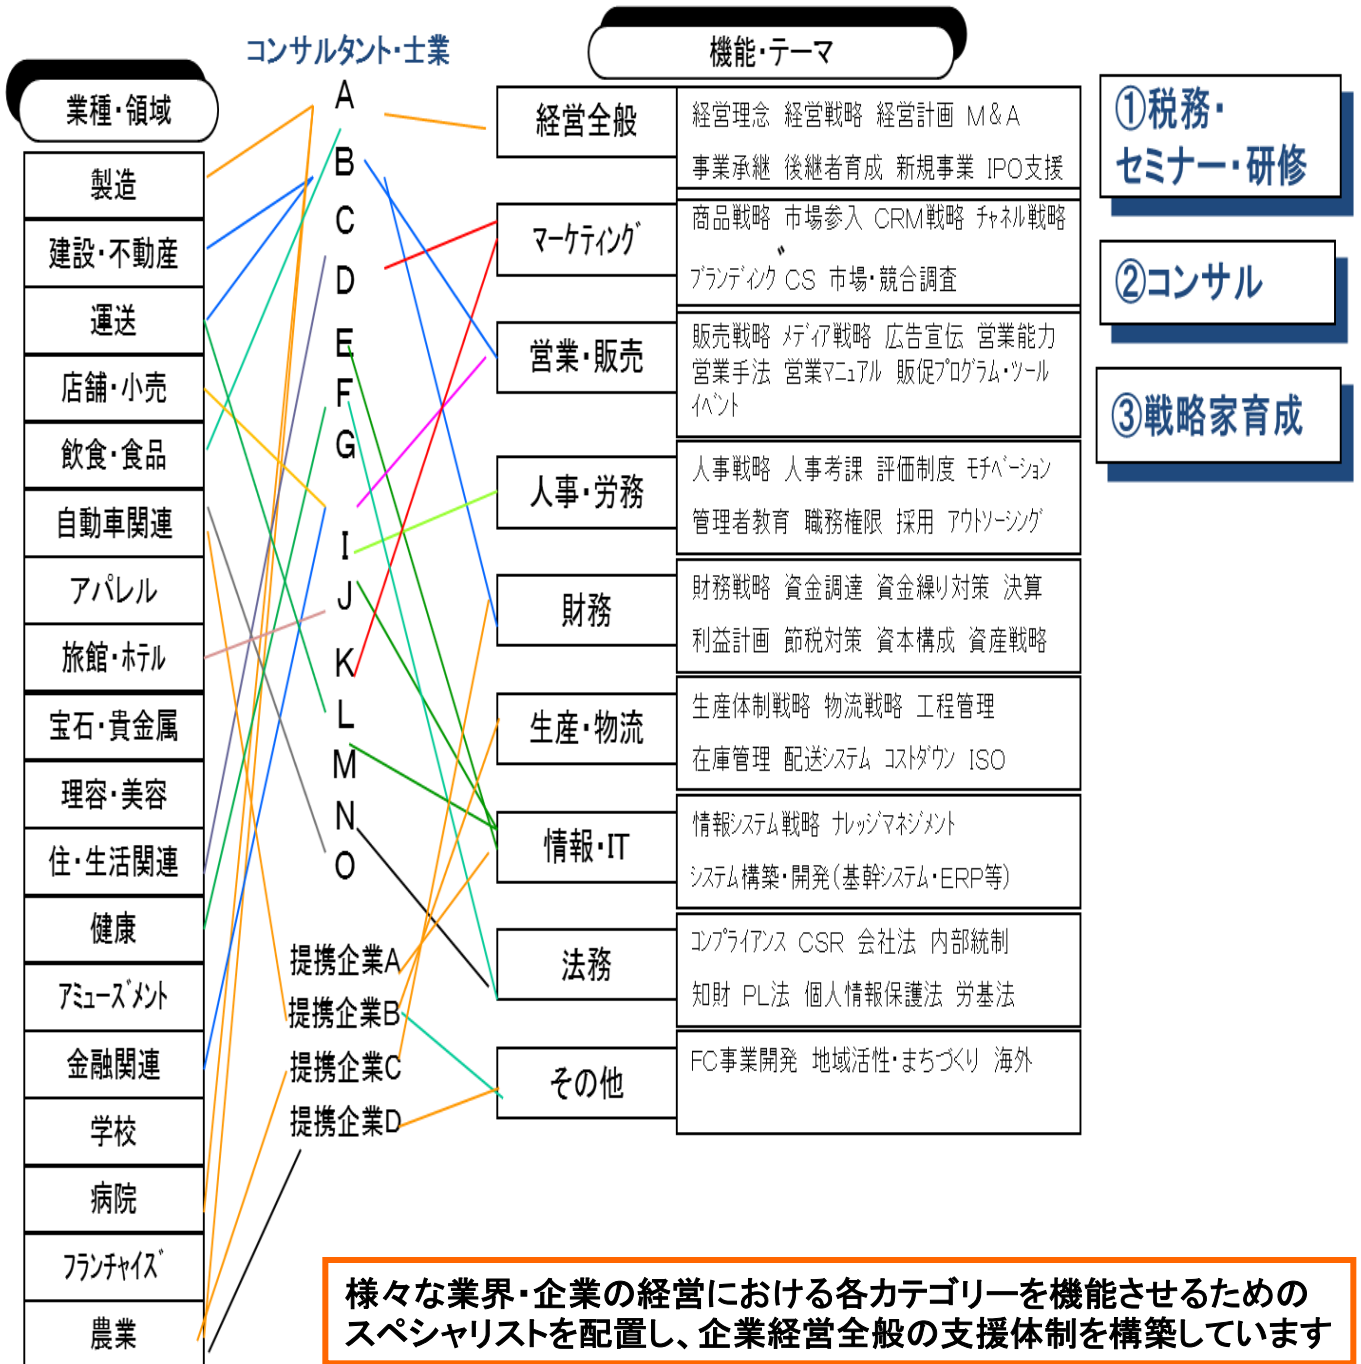 コンサルタント・士業
機能・テーマ
業種・領域
製造
建設・不動産
運送
店舗・小売
飲食・食品
自動車関連
アパレル
旅館・ホテル
宝石・貴金属
理容・美容
住・生活関連
健康
アミューズメント
金融関連
学校
病院
フランチャイズ
農業
A
B
C
D
E
F
G
I
J
K
L
M
N
O
提携企業A
提携企業B
提携企業C
提携企業D
経営全般
経営理念 経営戦略 経営計画 M&A
事業承継 後継者育成 新規事業 IPO支援
マーケティング
商品戦略 市場参入 CRM戦略 チャネル戦略
ブランディング CS 市場・競合調査
営業・販売
販売戦略 メディア戦略 広告宣伝 営業能力
営業手法 営業マニュアル 販促プログラム・ツール
イベント
人事・労務
人事戦略 人事考課 評価制度 モチベーション
管理者教育 職務権限 採用 アウトソーシング
財務
財務戦略 資金調達 資金繰り対策 決算
利益計画 節税対策 資本構成 資産戦略
生産・物流
生産体制戦略 物流戦略 工程管理
在庫管理 配送システム コストダウン ISO
情報・IT
情報システム戦略 ナレッジマネジメント
システム構築・開発(基幹システム・ERP等)
法務
コンプライアンス CSR 会社法 内部統制
知財 PL法 個人情報保護法 労基法
その他
FC事業開発 地域活性・まちづくり 海外
①税務・
セミナー・研修
②コンサル
③戦略家育成
様々な業界・企業の経営における各カテゴリーを機能させるための
スペシャリストを配置し、企業経営全般の支援体制を構築しています